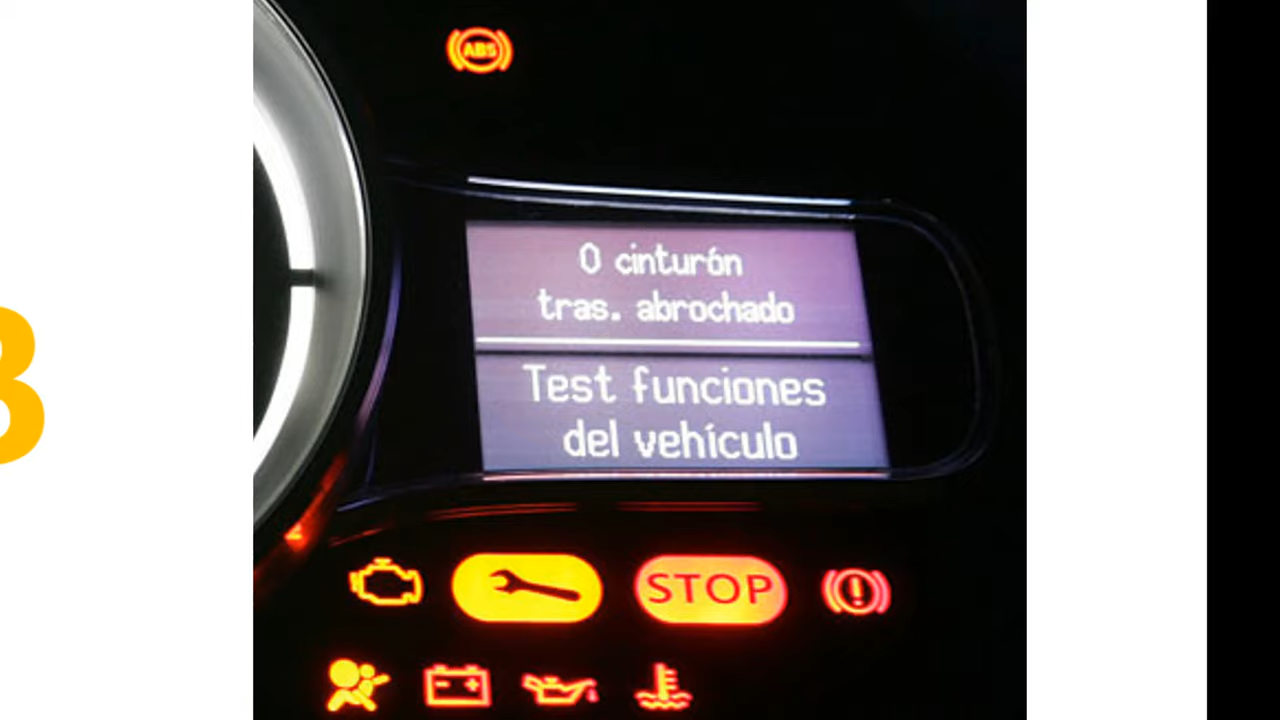 ABS
0 cinturón
tras. abrochado
Test funciones
del vehículo
STOP